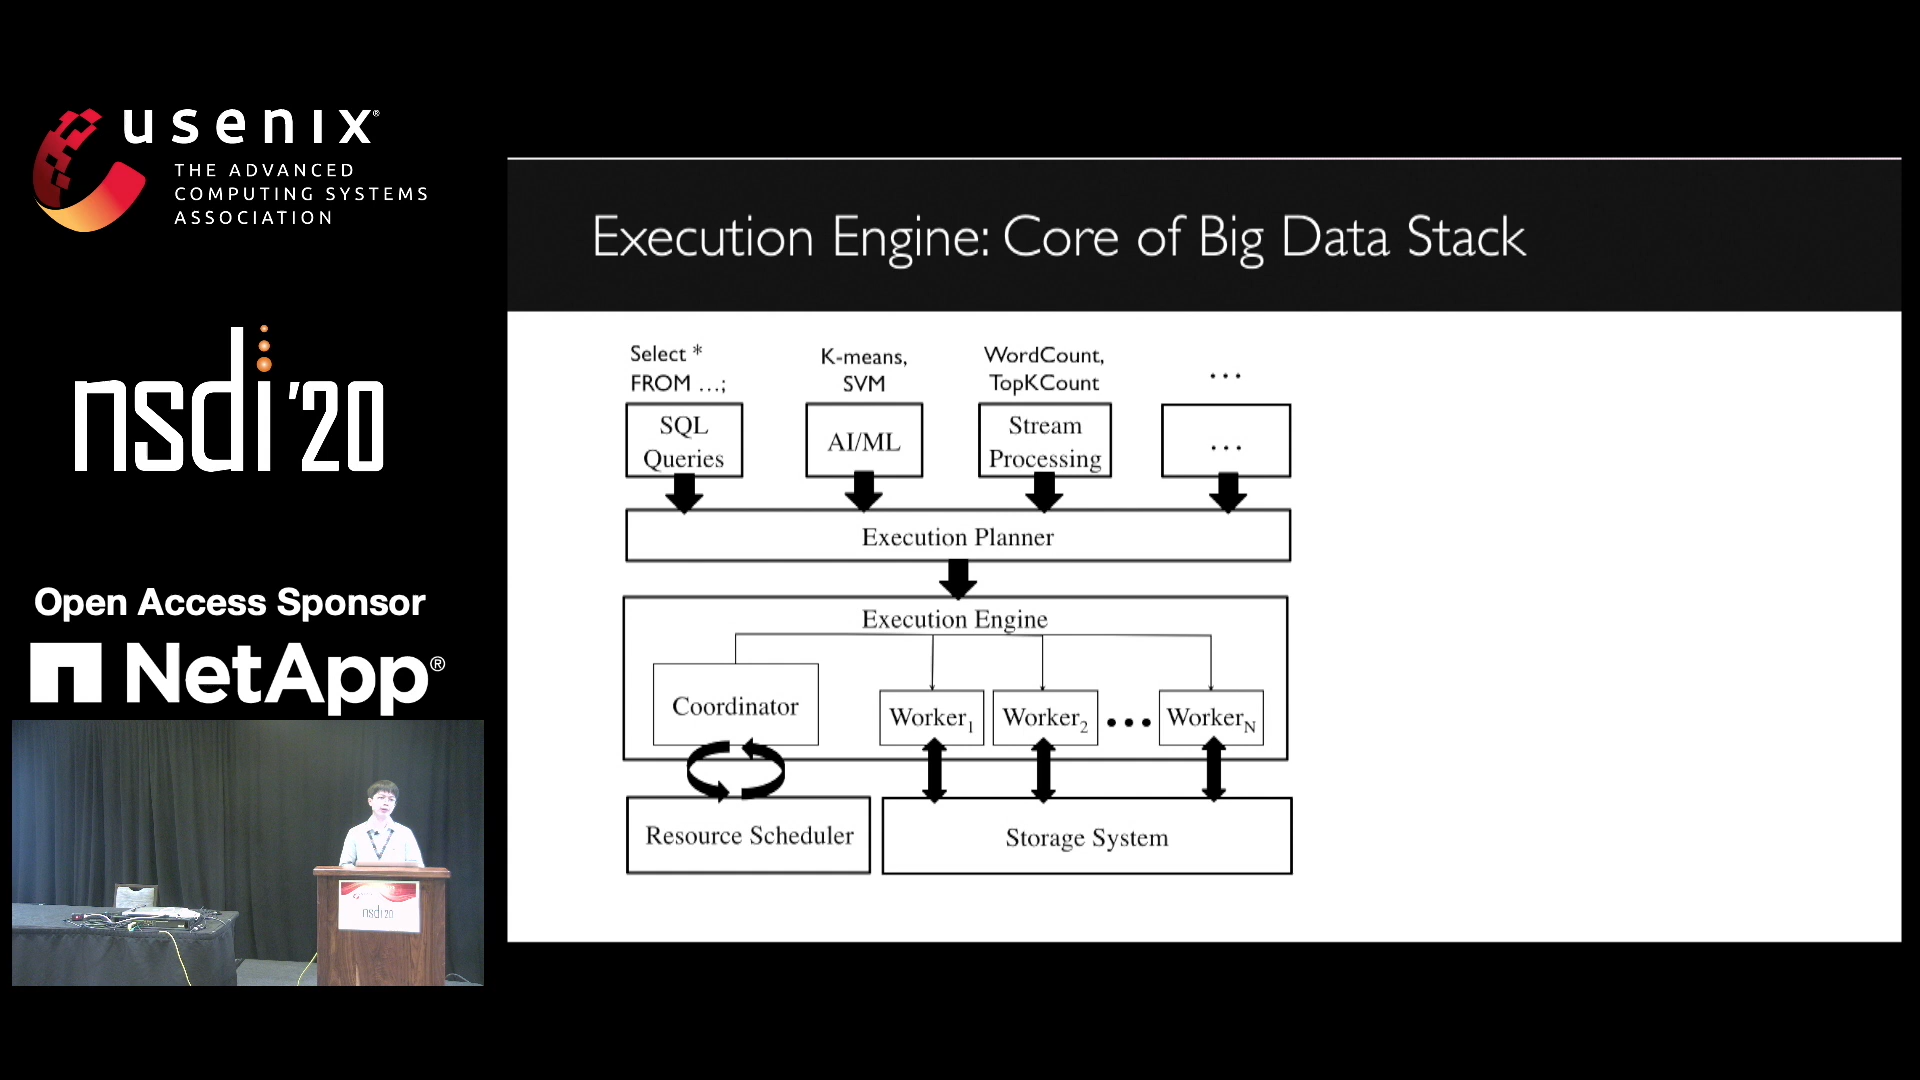 usenix®
THE ADVANCED
COMPUTING SYSTEMS
ASSOCIATION
nsdi '20
Open Access Sponsor
NetApp®
nsdi 20
Execution Engine: Core of Big Data Stack
Select *
FROM ...;
K-means,
SVM
WordCount,
TopKCount
...
SQL
Queries
AI/ML
Stream
Processing
...
Execution Planner
Execution Engine
Coordinator
Worker1
Worker2
...
WorkerN
Resource Scheduler
Storage System